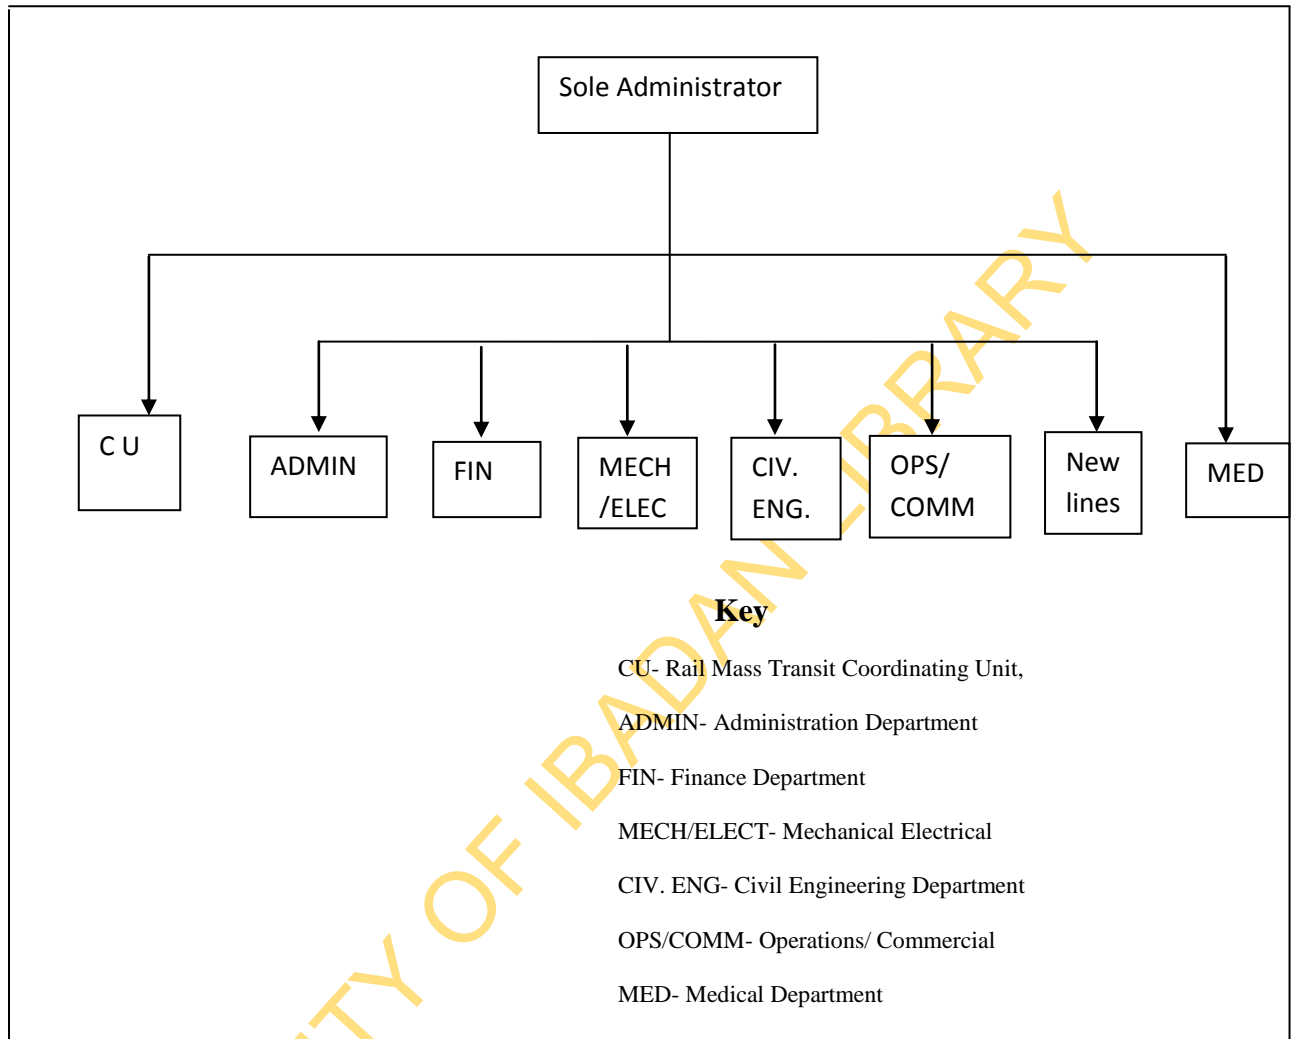 Sole Administrator
C U
ADMIN
FIN
MECH
/ELEC
CIV.
ENG.
OPS/
COMM
New
lines
MED
Key
CU- Rail Mass Transit Coordinating Unit,
ADMIN- Administration Department
FIN- Finance Department
MECH/ELECT- Mechanical Electrical
CIV. ENG- Civil Engineering Department
OPS/COMM- Operations/ Commercial
MED- Medical Department
ITY OF IBADAN LIBRARY